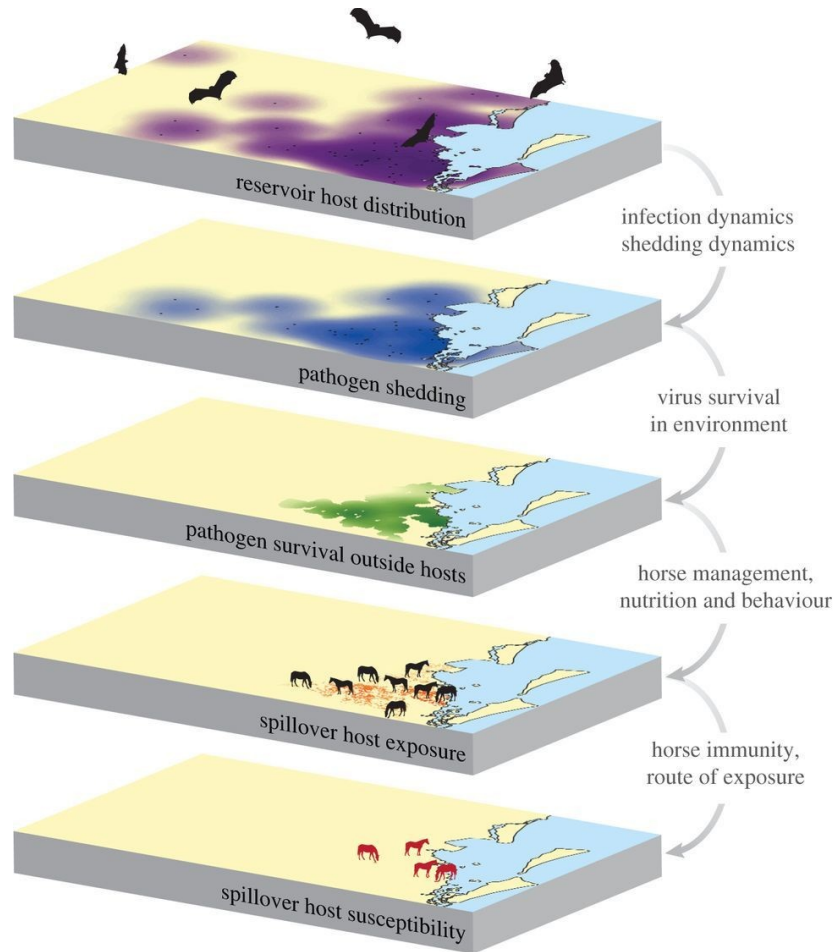 reservoir host distribution
infection dynamics
shedding dynamics
pathogen shedding
virus survival
in environment
pathogen survival outside hosts
horse management,
nutrition and behaviour
spillover host exposure
horse immunity,
route of exposure
spillover host susceptibility